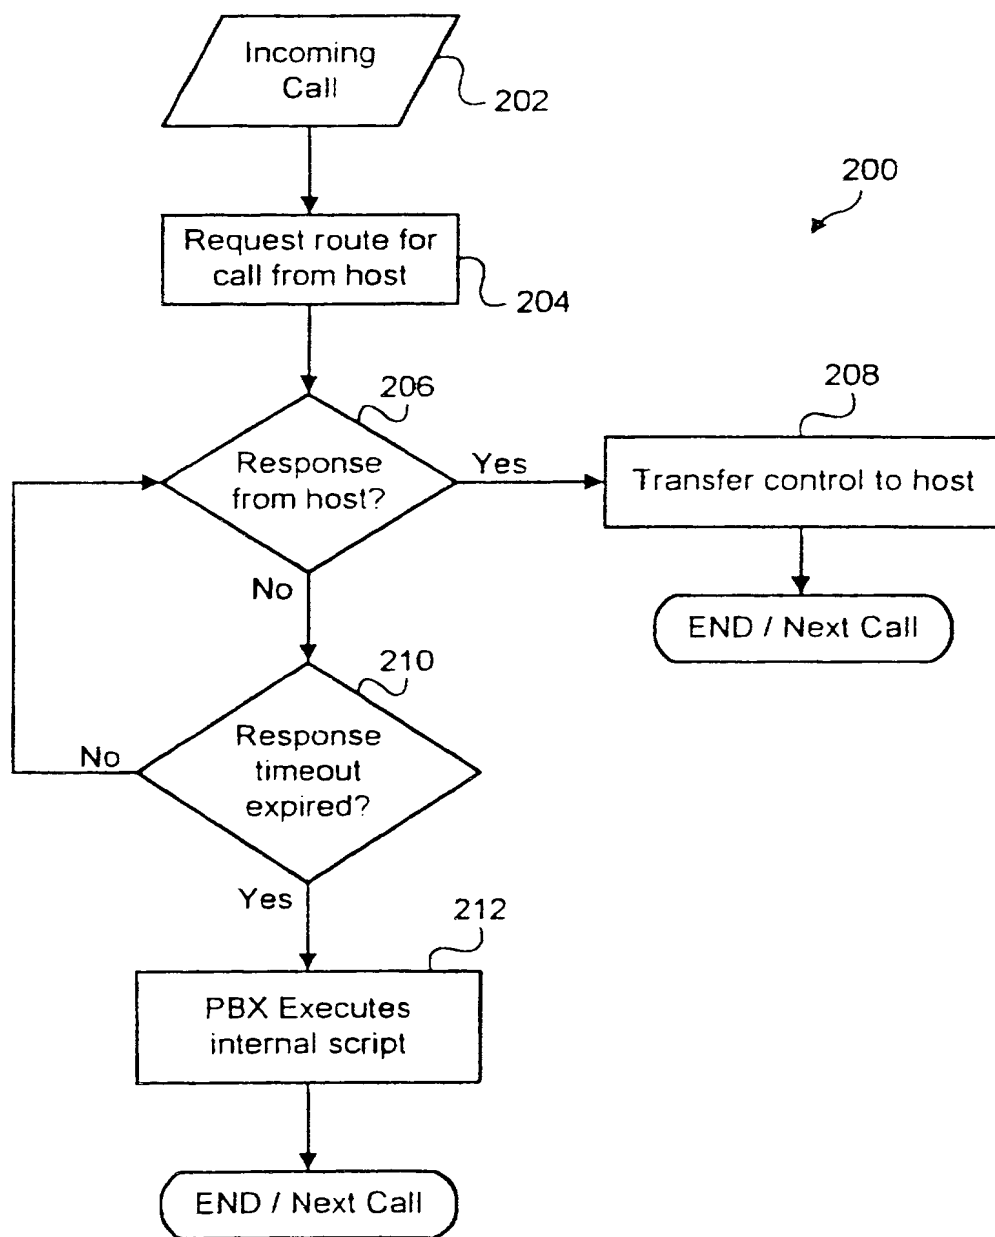 Incoming
Call
202
200
Request route for
call from host
204
206
208
Response
from host?
Yes
Transfer control to host
No
END / Next Call
210
Response
timeout
expired?
No
Yes
212
PBX Executes
internal script
END / Next Call